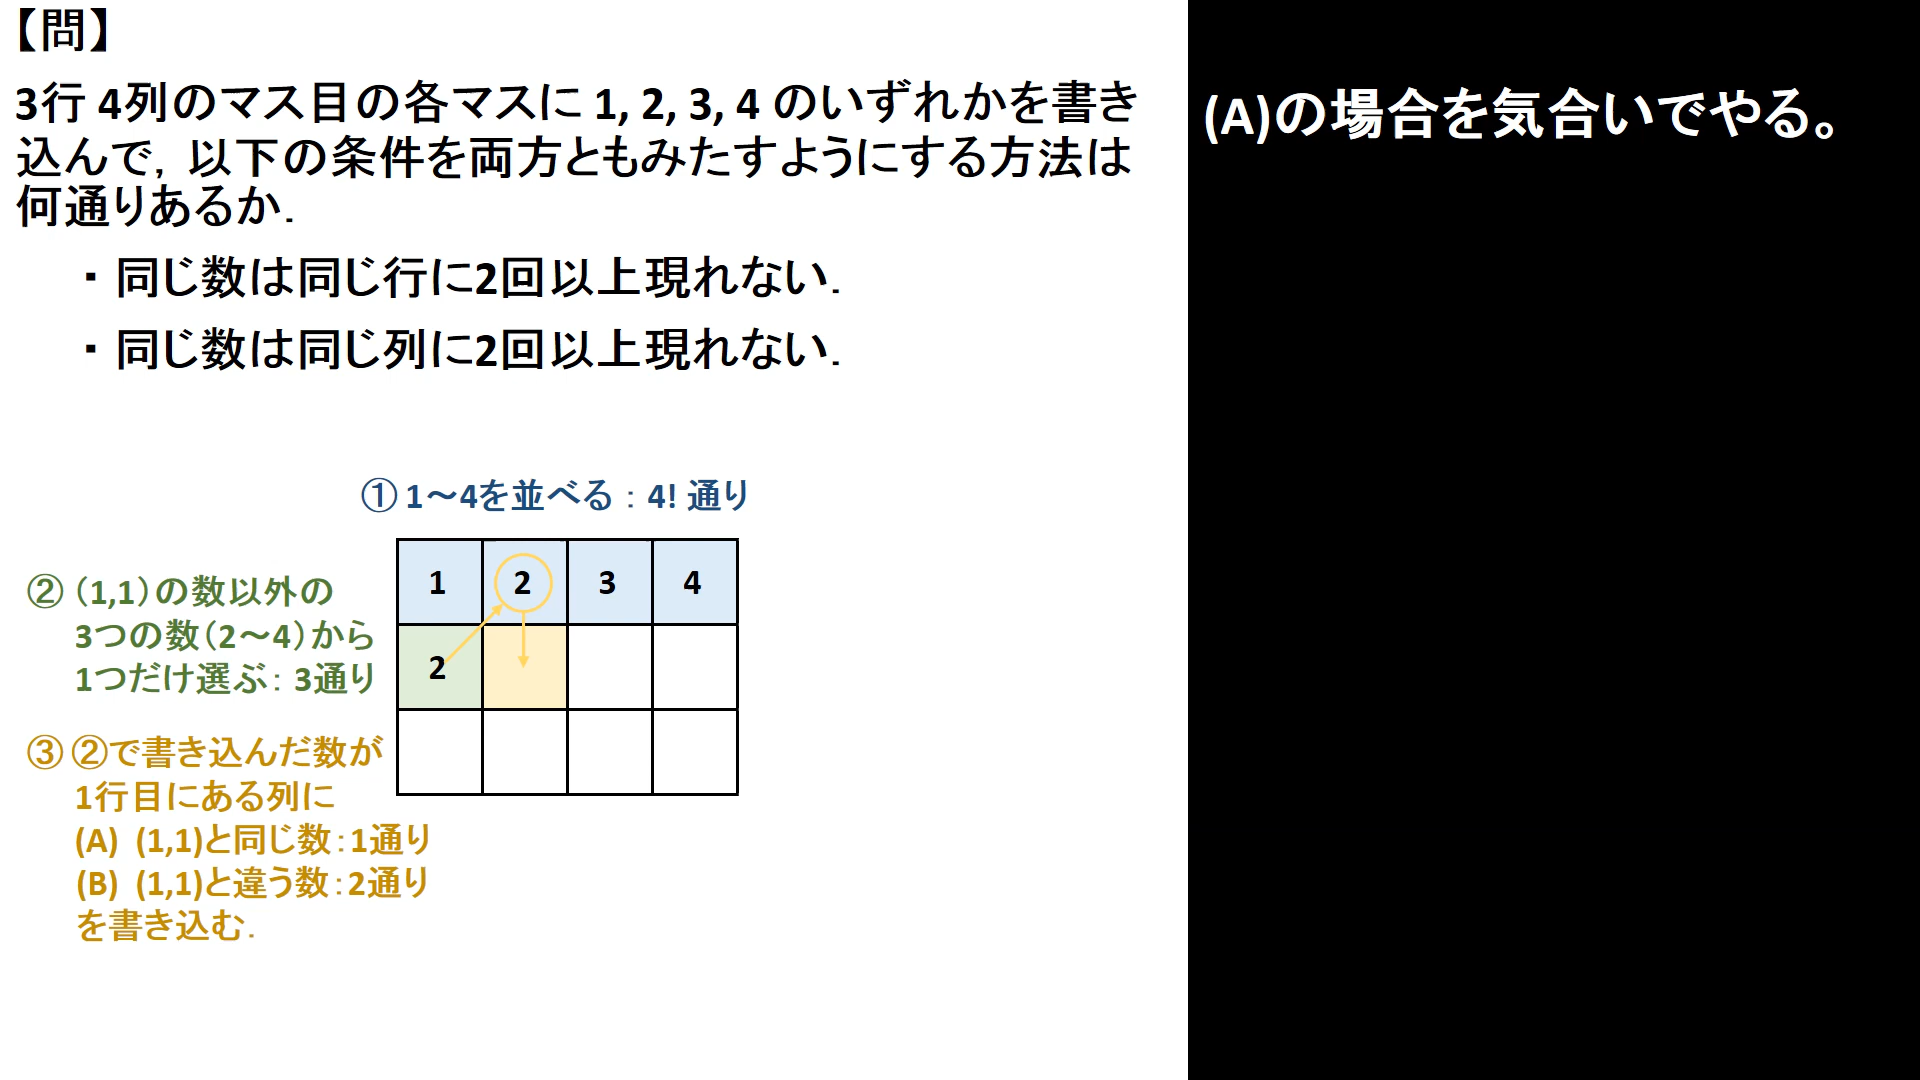 【問】
3行 4列のマス目の各マスに 1, 2, 3, 4 のいずれかを書き
込んで, 以下の条件を両方ともみたすようにする方法は
何通りあるか.
・同じ数は同じ行に2回以上現れない.
・同じ数は同じ列に2回以上現れない.
① 1～4を並べる : 4! 通り
1 2 3 4
2
② (1,1)の数以外の
3つの数(2～4)から
1つだけ選ぶ: 3通り
③ ②で書き込んだ数が
1行目にある列に
(A) (1,1)と同じ数:1通り
(B) (1,1)と違う数:2通り
を書き込む.
(A)の場合を気合いでやる。